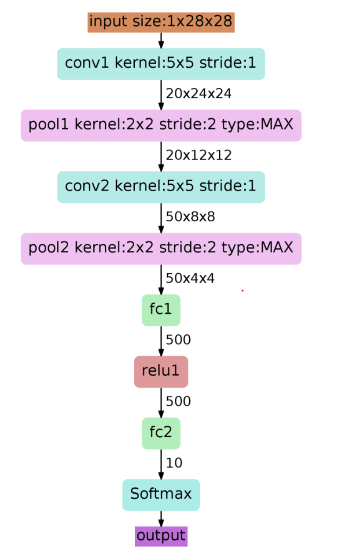 input size:1x28x28
conv1 kernel:5x5 stride:1
20x24x24
pool1 kernel:2x2 stride:2 type:MAX
20x12x12
conv2 kernel:5x5 stride:1
50x8x8
pool2 kernel:2x2 stride:2 type:MAX
50x4x4
fc1
500
relu1
500
fc2
10
Softmax
output